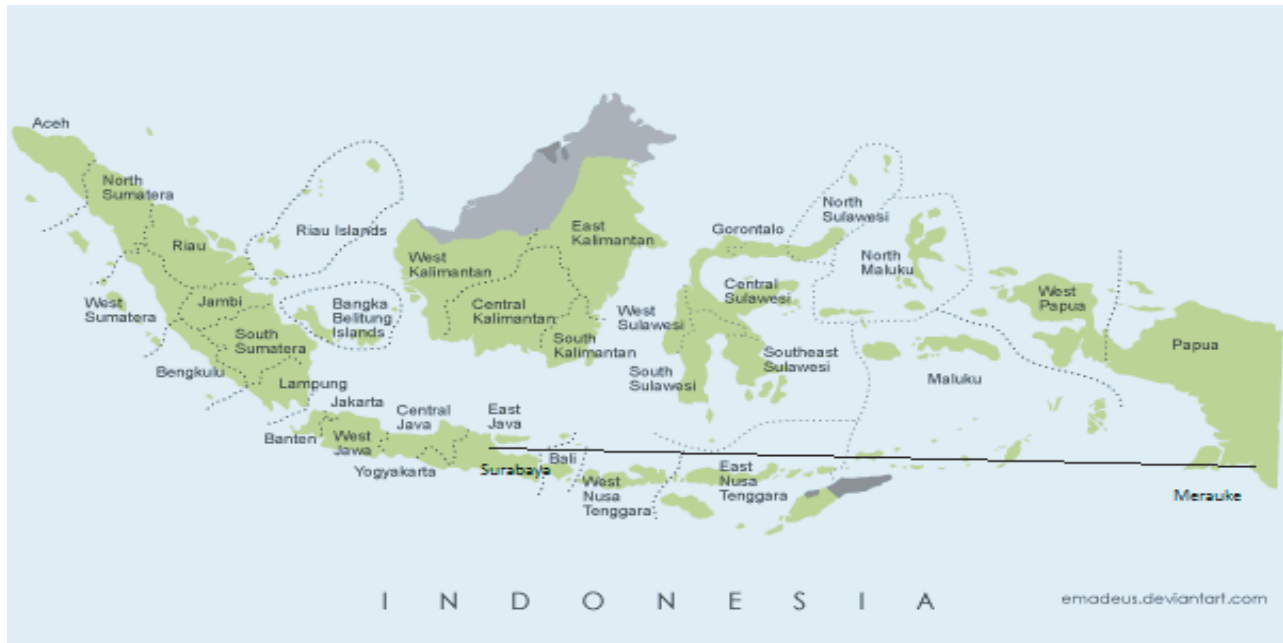 Aceh
North
Sumatera
Riau
Riau Islands
West
Sumatera
Jambi
Bangka
Belitung
Islands
South
Sumatera
Bengkulu
Lampung
Jakarta
Banten
West
Jawa
Central
Java
Yogyakarta
East
Java
Surabaya
Bali
West
Nusa
Tenggara
East
Nusa
Tenggara
West
Kalimantan
Central
Kalimantan
East
Kalimantan
South
Kalimantan
Gorontalo
North
Sulawesi
Central
Sulawesi
West
Sulawesi
South
Sulawesi
Southeast
Sulawesi
North
Maluku
Maluku
West
Papua
Papua
Merauke
I N D O N E S I A
emadeus.deviantart.com